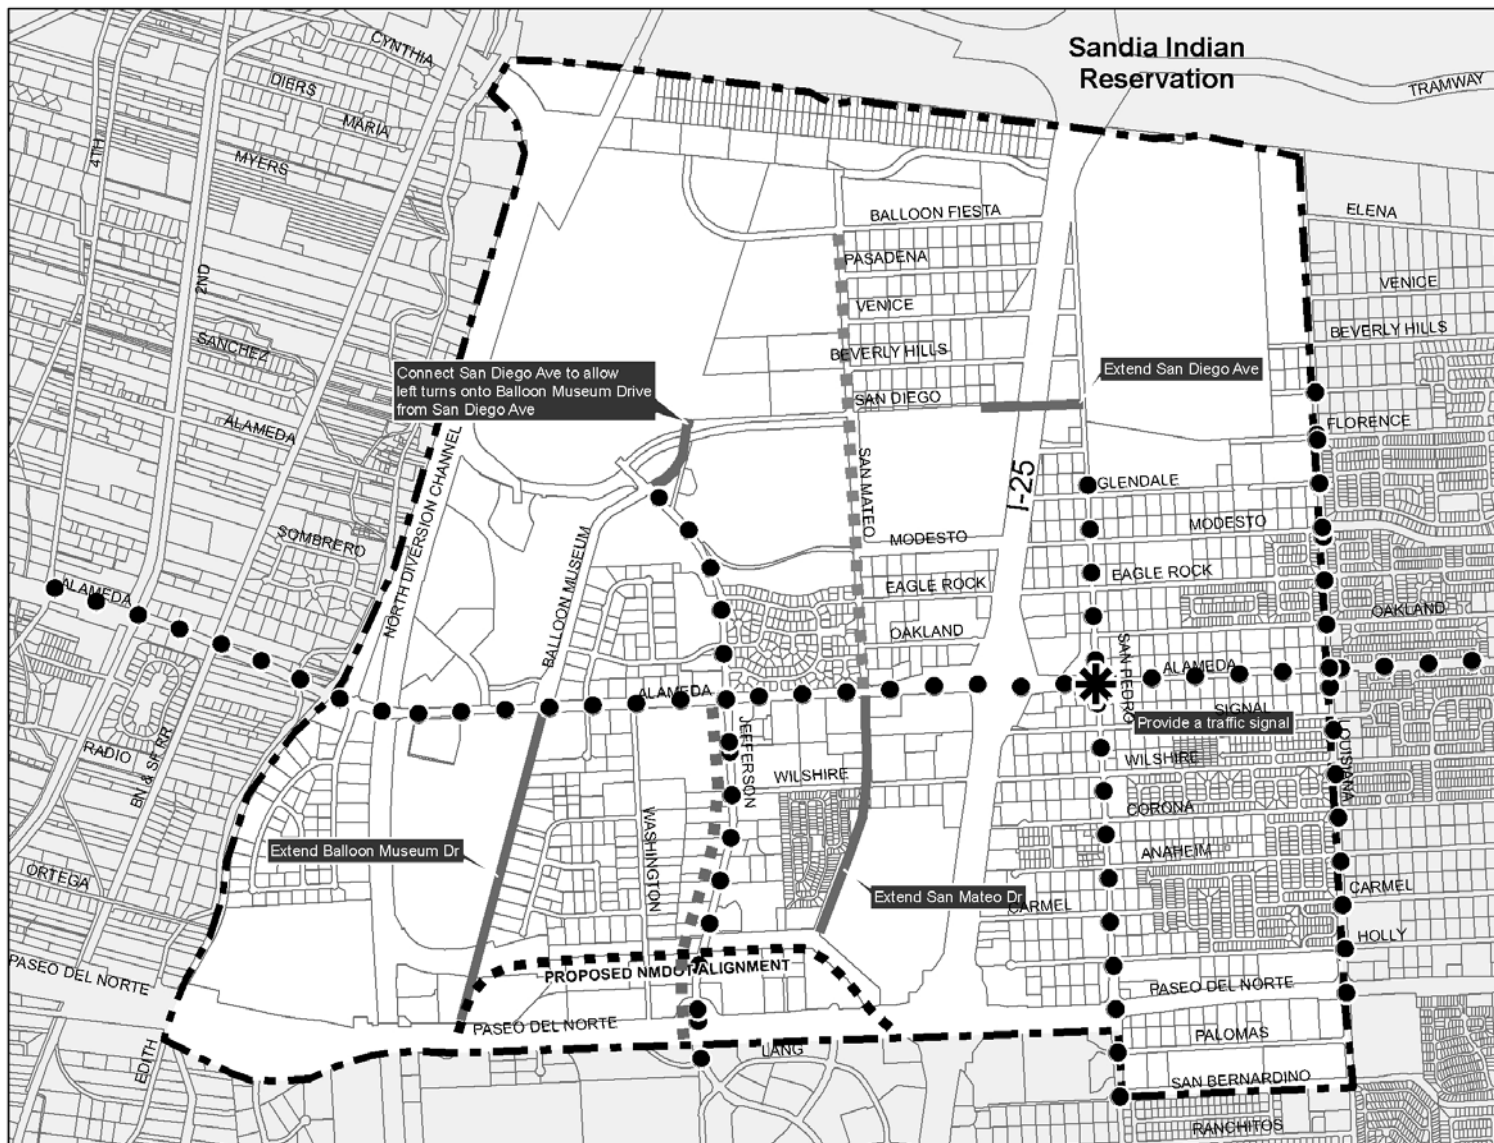 Sandia Indian
Reservation
TRAMWAY
CYNTHIA
DIERS
MARIA
4TH
MYERS
2ND
BALLOON FIESTA
ELENA
PASADENA
VENICE
VENICE
BEVERLY HILLS
SANCHEZ
BEVERLY HILLS
Connect San Diego Ave to allow
left turns onto Balloon Museum Drive
from San Diego Ave
Extend San Diego Ave
SAN DIEGO
ALAMEDA
FLORENCE
NORTH DIVERSION CHANNEL
SAN MATEO
I-25
GLENDALE
SOMBRERO
MODESTO
MODESTO
BALLOON MUSEUM
EAGLE ROCK
EAGLE ROCK
ALAMEDA
OAKLAND
OAKLAND
SAN PEDRO
ALAMEDA
ALAMEDA
SIGNAL
Provide a traffic signal
JEFFERSON
LOUISIANA
RADIO
BN & SF RR
WILSHIRE
WILSHIRE
CORONA
WASHINGTON
Extend Balloon Museum Dr
ANAHEIM
ORTEGA
Extend San Mateo Dr
CARMEL
CARMEL
HOLLY
PASEO DEL NORTE
PROPOSED NMDOT ALIGNMENT
PASEO DEL NORTE
PASEO DEL NORTE
PALOMAS
EDITH
LANG
SAN BERNARDINO
RANCHITOS